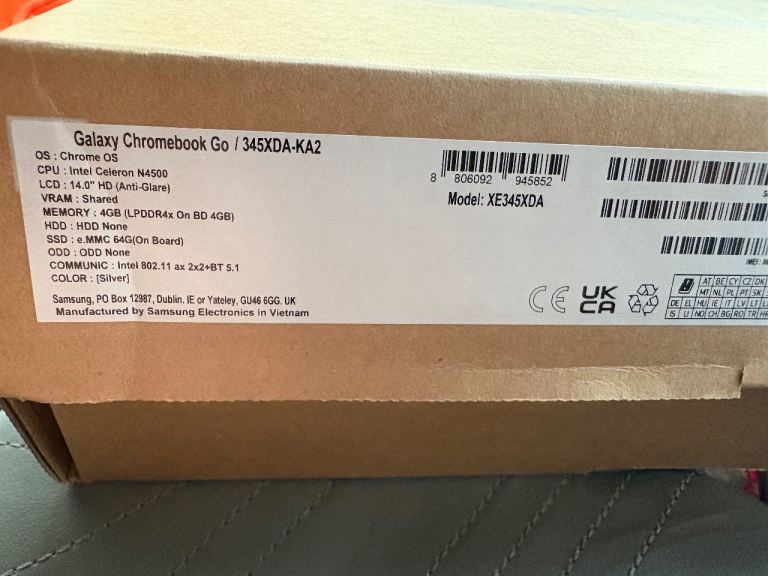 Galaxy Chromebook Go / 345XDA-KA2
OS : Chrome OS
CPU : Intel Celeron N4500
LCD : 14.0" HD (Anti-Glare)
VRAM : Shared
MEMORY : 4GB (LPDDR4x On BD 4GB)
HDD : HDD None
SSD : e.MMC 64G(On Board)
ODD : ODD None
COMMUNIC : Intel 802.11 ax 2x2+BT 5.1
COLOR : [Silver]
Samsung, PO Box 12987, Dublin. IE or Yateley, GU46 6GG. UK
Manufactured by Samsung Electronics in Vietnam
8 806092 945852
Model: XE345XDA
IMEI :
CE
UK
CA
AT BE CY CZ DK
MT NL PL PT SK
DE EL HU IE IT LV LT
IS LI NO CH BG RO TR HR